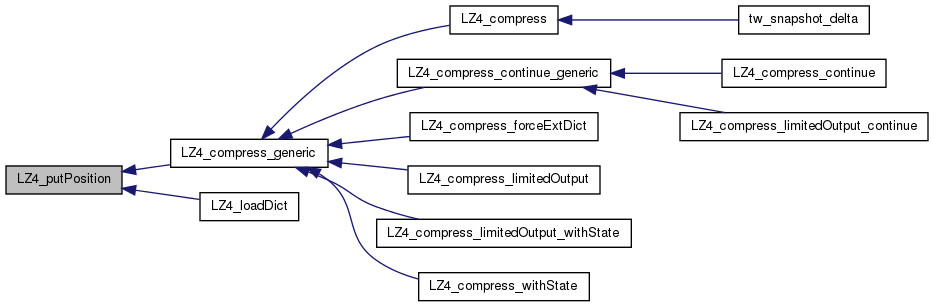 LZ4_compress
tw_snapshot_delta
LZ4_compress_continue_generic
LZ4_compress_continue
LZ4_compress_forceExtDict
LZ4_compress_limitedOutput_continue
LZ4_compress_generic
LZ4_putPosition
LZ4_compress_limitedOutput
LZ4_loadDict
LZ4_compress_limitedOutput_withState
LZ4_compress_withState